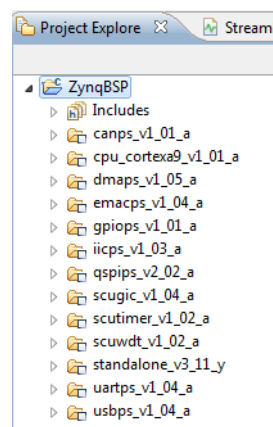 Project Explore Stream
ZynqBSP
Includes
canps_v1_01_a
cpu_cortexa9_v1_01_a
dmaps_v1_05_a
emacps_v1_04_a
gpiops_v1_01_a
iicps_v1_03_a
qspips_v2_02_a
scugic_v1_04_a
scutimer_v1_02_a
scuwdt_v1_02_a
standalone_v3_11_y
uartps_v1_04_a
usbps_v1_04_a